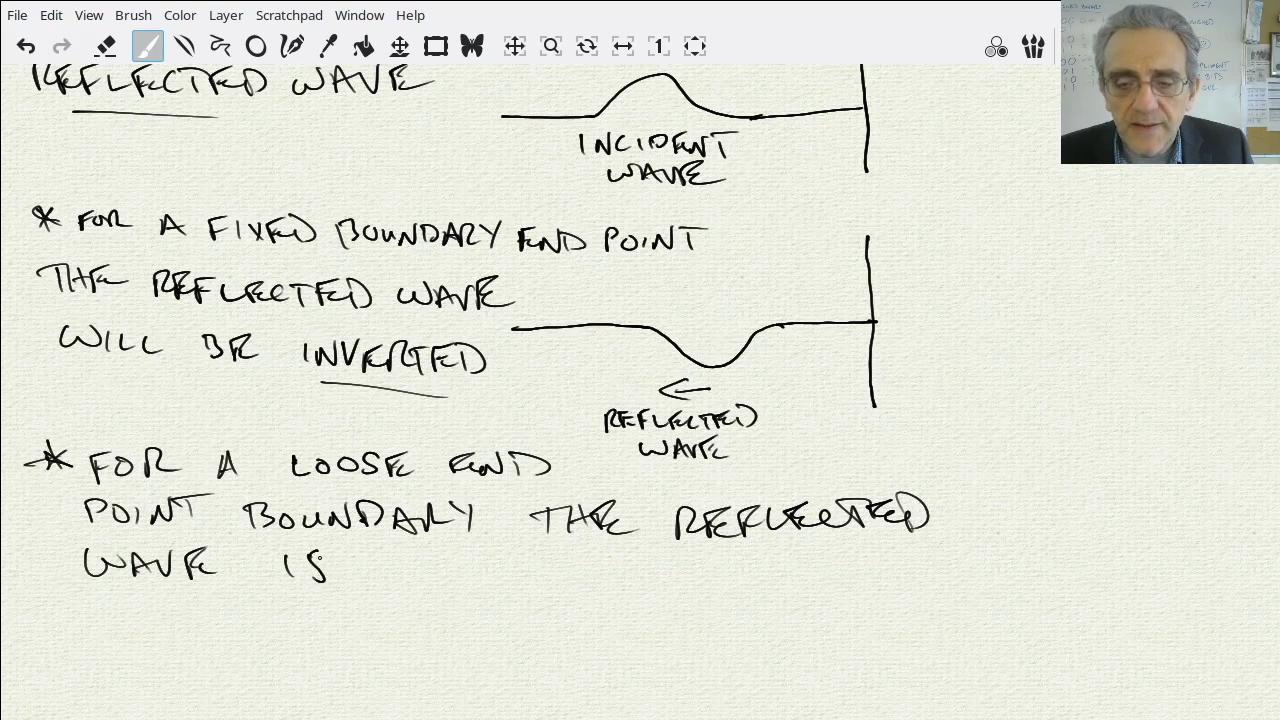 File Edit View Brush Color Layer Scratchpad Window Help
REFLECTED WAVE
INCIDENT
WAVE
* FOR A FIXED BOUNDARY END POINT
THE REFLECTED WAVE
WILL BE INVERTED
REFLECTED
WAVE
* FOR A LOOSE END
POINT BOUNDARY THE REFLECTED
WAVE IS